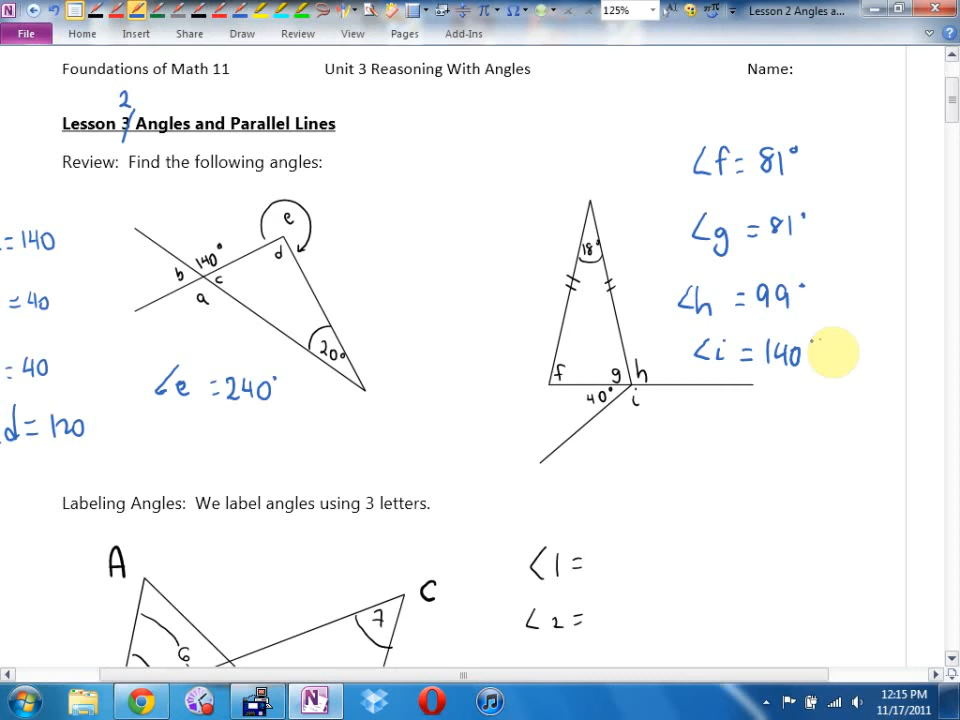 125%
Lesson 2 Angles a...
File Home Insert Share Draw Review View Pages Add-Ins
Foundations of Math 11 Unit 3 Reasoning With Angles Name:
2
Lesson 3 Angles and Parallel Lines
Review: Find the following angles:
∠f = 81°
∠g = 81°
∠h = 99°
∠i = 140°
= 140
= 40
= 40
d = 120
e
d
140°
b
c
a
20°
∠e = 240°
18°
f
g h
40° i
Labeling Angles: We label angles using 3 letters.
A
C
7
6
∠1 =
∠2 =
12:15 PM
11/17/2011